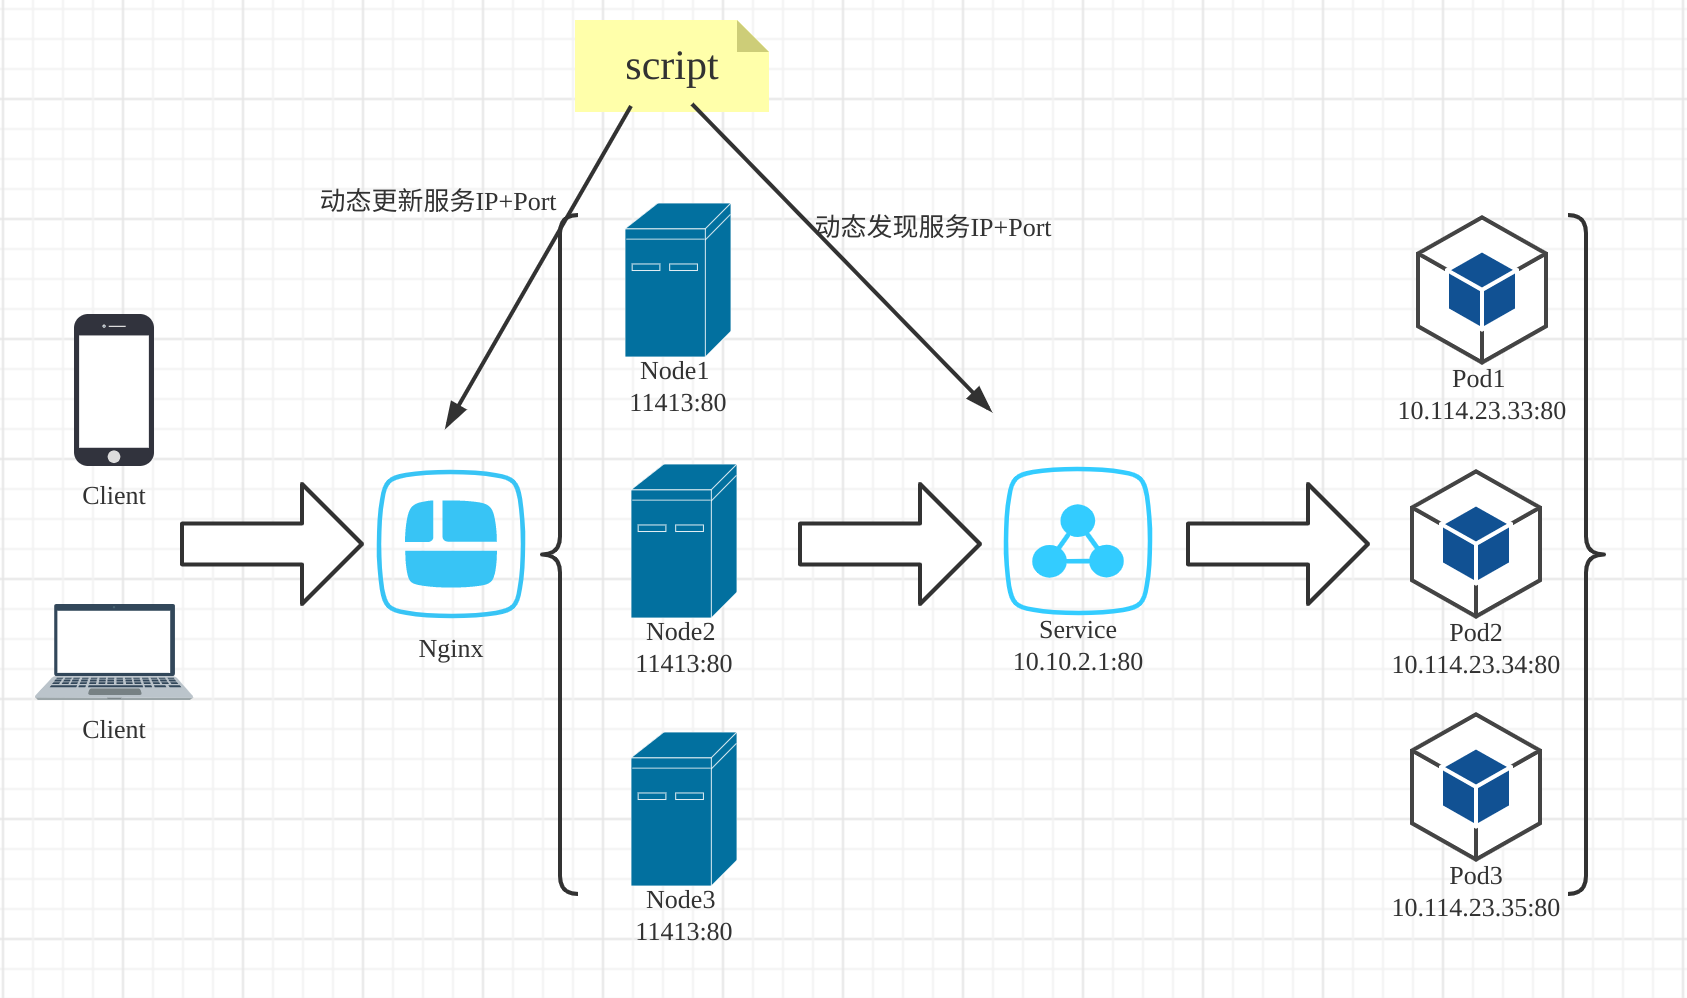 script
动态更新服务IP+Port
动态发现服务IP+Port
Client
Client
Nginx
Node1
11413:80
Node2
11413:80
Node3
11413:80
Service
10.10.2.1:80
Pod1
10.114.23.33:80
Pod2
10.114.23.34:80
Pod3
10.114.23.35:80